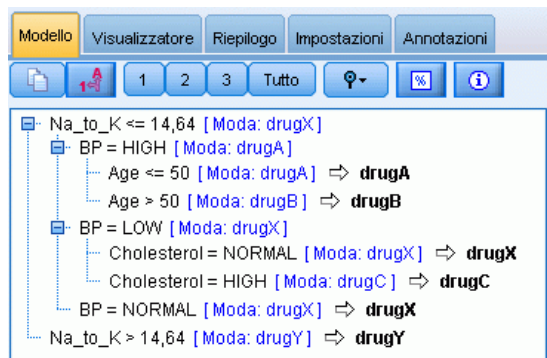 Modello Visualizzatore Riepilogo Impostazioni Annotazioni
1 A 1 2 3 Tutto % i
Na_to_K <= 14,64 [ Moda: drugX ]
BP = HIGH [ Moda: drugA ]
Age <= 50 [ Moda: drugA ] ⇨ drugA
Age > 50 [ Moda: drugB ] ⇨ drugB
BP = LOW [ Moda: drugX ]
Cholesterol = NORMAL [ Moda: drugX ] ⇨ drugX
Cholesterol = HIGH [ Moda: drugC ] ⇨ drugC
BP = NORMAL [ Moda: drugX ] ⇨ drugX
Na_to_K > 14,64 [ Moda: drugY ] ⇨ drugY